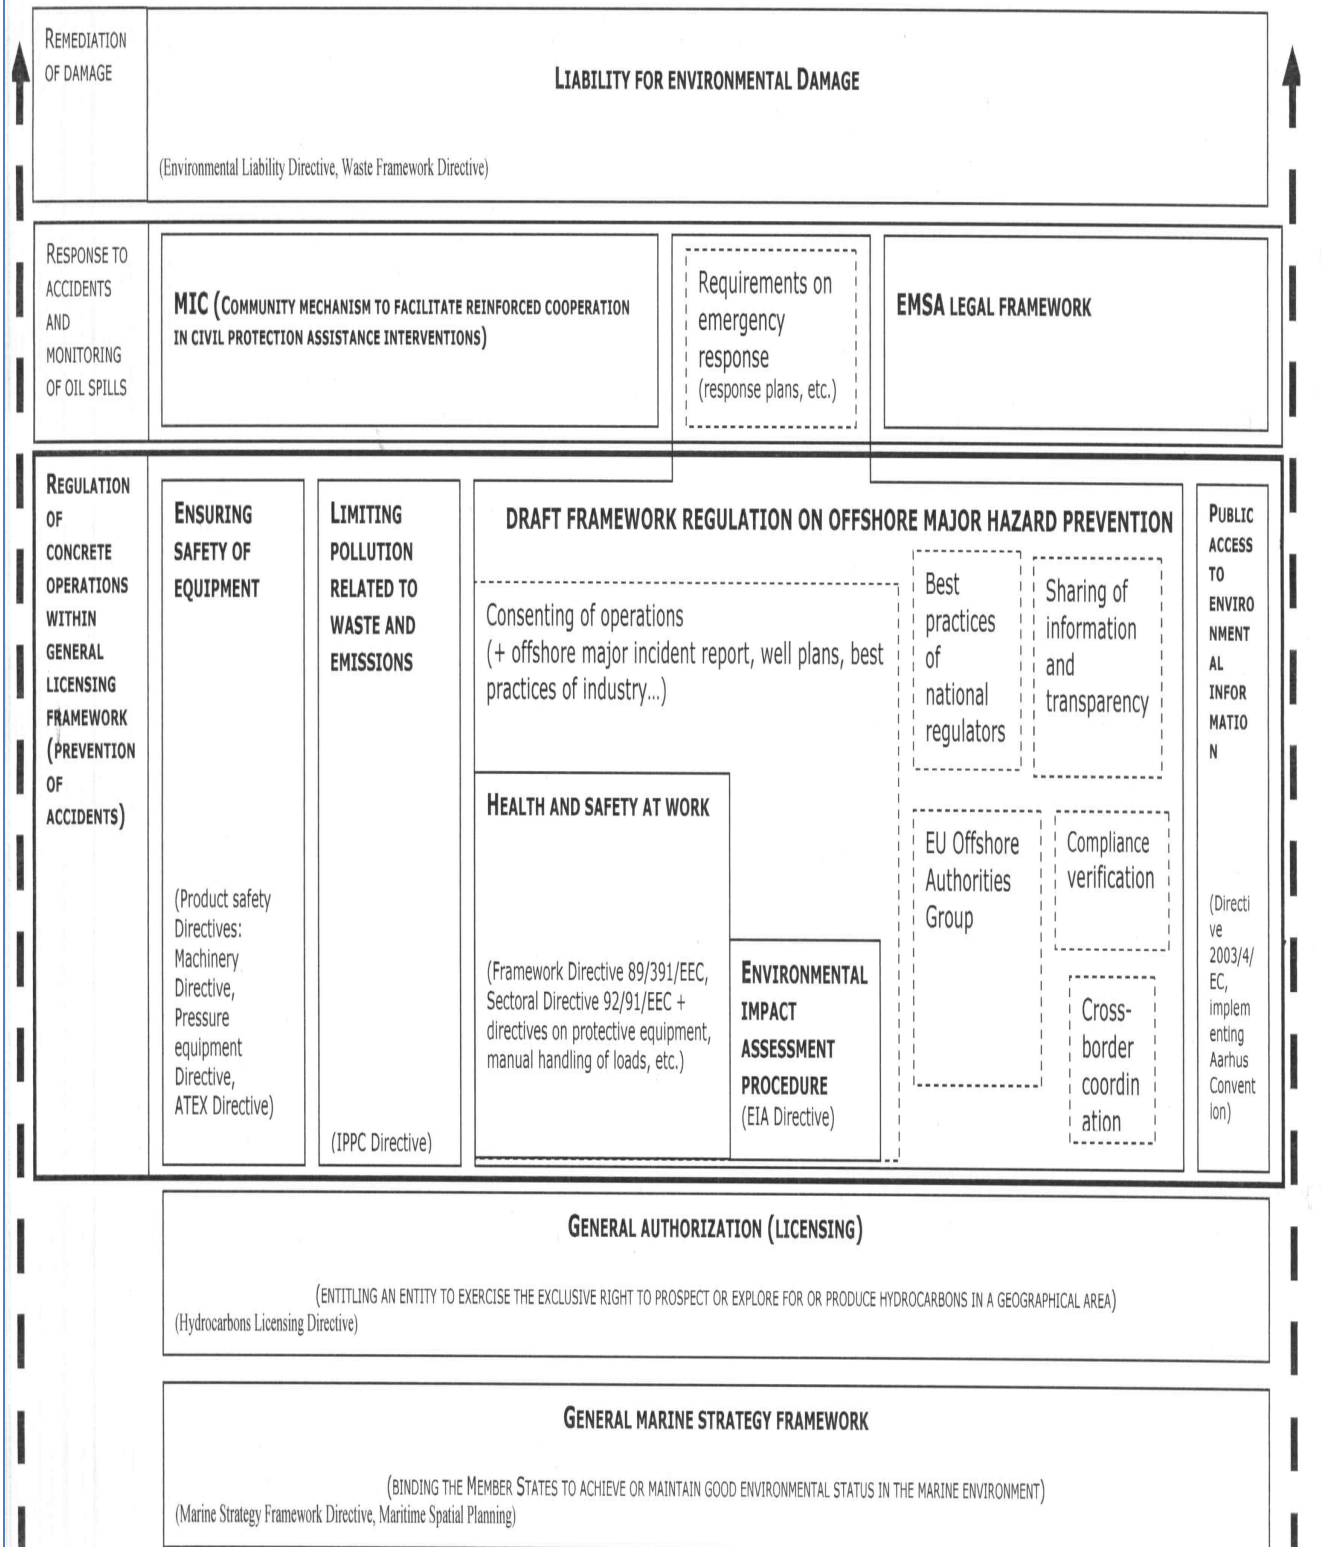 REMEDIATION
OF DAMAGE
LIABILITY FOR ENVIRONMENTAL DAMAGE
(Environmental Liability Directive, Waste Framework Directive)
RESPONSE TO
ACCIDENTS
AND
MONITORING
OF OIL SPILLS
MIC (COMMUNITY MECHANISM TO FACILITATE REINFORCED COOPERATION
IN CIVIL PROTECTION ASSISTANCE INTERVENTIONS)
Requirements on
emergency
response
(response plans, etc.)
EMSA LEGAL FRAMEWORK
REGULATION
OF
CONCRETE
OPERATIONS
WITHIN
GENERAL
LICENSING
FRAMEWORK
(PREVENTION
OF
ACCIDENTS)
ENSURING
SAFETY OF
EQUIPMENT
(Product safety
Directives:
Machinery
Directive,
Pressure
equipment
Directive,
ATEX Directive)
LIMITING
POLLUTION
RELATED TO
WASTE AND
EMISSIONS
(IPPC Directive)
DRAFT FRAMEWORK REGULATION ON OFFSHORE MAJOR HAZARD PREVENTION
Consenting of operations
(+ offshore major incident report, well plans, best
practices of industry...)
HEALTH AND SAFETY AT WORK
(Framework Directive 89/391/EEC,
Sectoral Directive 92/91/EEC +
directives on protective equipment,
manual handling of loads, etc.)
ENVIRONMENTAL
IMPACT
ASSESSMENT
PROCEDURE
(EIA Directive)
Best
practices
of
national
regulators
Sharing of
information
and
transparency
EU Offshore
Authorities
Group
Compliance
verification
Cross-
border
coordin
ation
PUBLIC
ACCESS
TO
ENVIRO
NMENT
AL
INFOR
MATIO
N
(Directi
ve
2003/4/
EC,
implem
enting
Aarhus
Convent
ion)
GENERAL AUTHORIZATION (LICENSING)
(ENTITLING AN ENTITY TO EXERCISE THE EXCLUSIVE RIGHT TO PROSPECT OR EXPLORE FOR OR PRODUCE HYDROCARBONS IN A GEOGRAPHICAL AREA)
(Hydrocarbons Licensing Directive)
GENERAL MARINE STRATEGY FRAMEWORK
(BINDING THE MEMBER STATES TO ACHIEVE OR MAINTAIN GOOD ENVIRONMENTAL STATUS IN THE MARINE ENVIRONMENT)
(Marine Strategy Framework Directive, Maritime Spatial Planning)